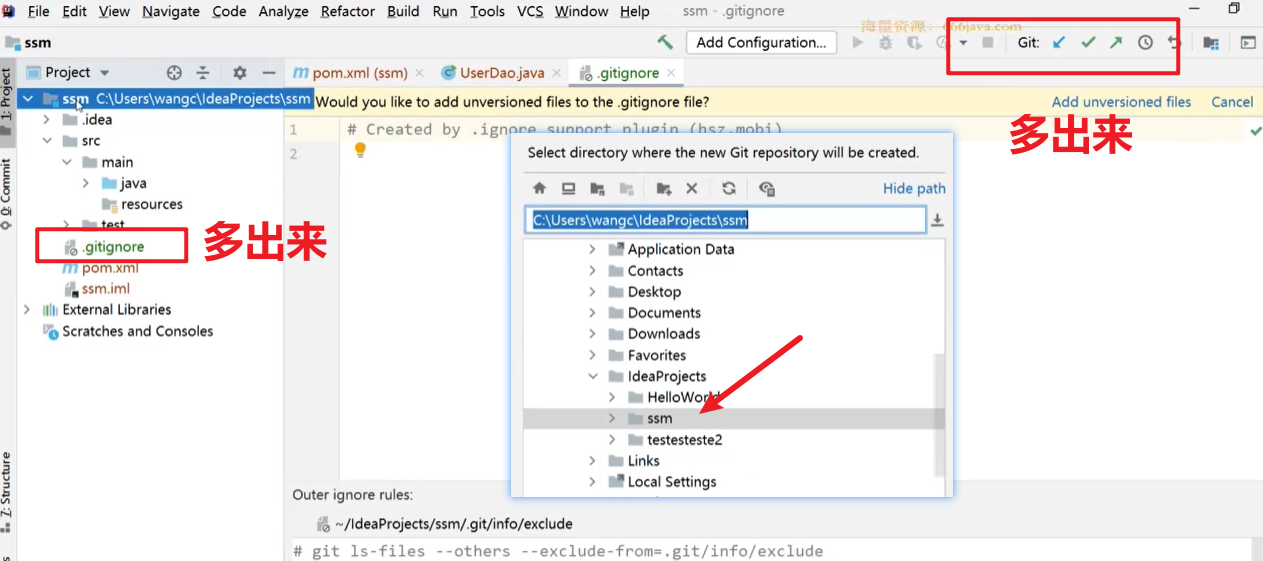 File Edit View Navigate Code Analyze Refactor Build Run Tools VCS Window Help ssm - .gitignore
海量资源：666java.com
ssm
Add Configuration...
Git:
Project
pom.xml (ssm)
UserDao.java
.gitignore
1: Project
0: Commit
7: Structure
ssm C:\Users\wangc\IdeaProjects\ssm
.idea
src
main
java
resources
test
.gitignore
多出来
pom.xml
ssm.iml
External Libraries
Scratches and Consoles
Would you like to add unversioned files to the .gitignore file?
Add unversioned files
Cancel
多出来
1 # Created by .ignore support plugin (hsz.mobi)
2
Select directory where the new Git repository will be created.
Hide path
C:\Users\wangc\IdeaProjects\ssm
Application Data
Contacts
Desktop
Documents
Downloads
Favorites
IdeaProjects
HelloWorld
ssm
testesteste2
Links
Local Settings
Outer ignore rules:
~/IdeaProjects/ssm/.git/info/exclude
# git ls-files --others --exclude-from=.git/info/exclude